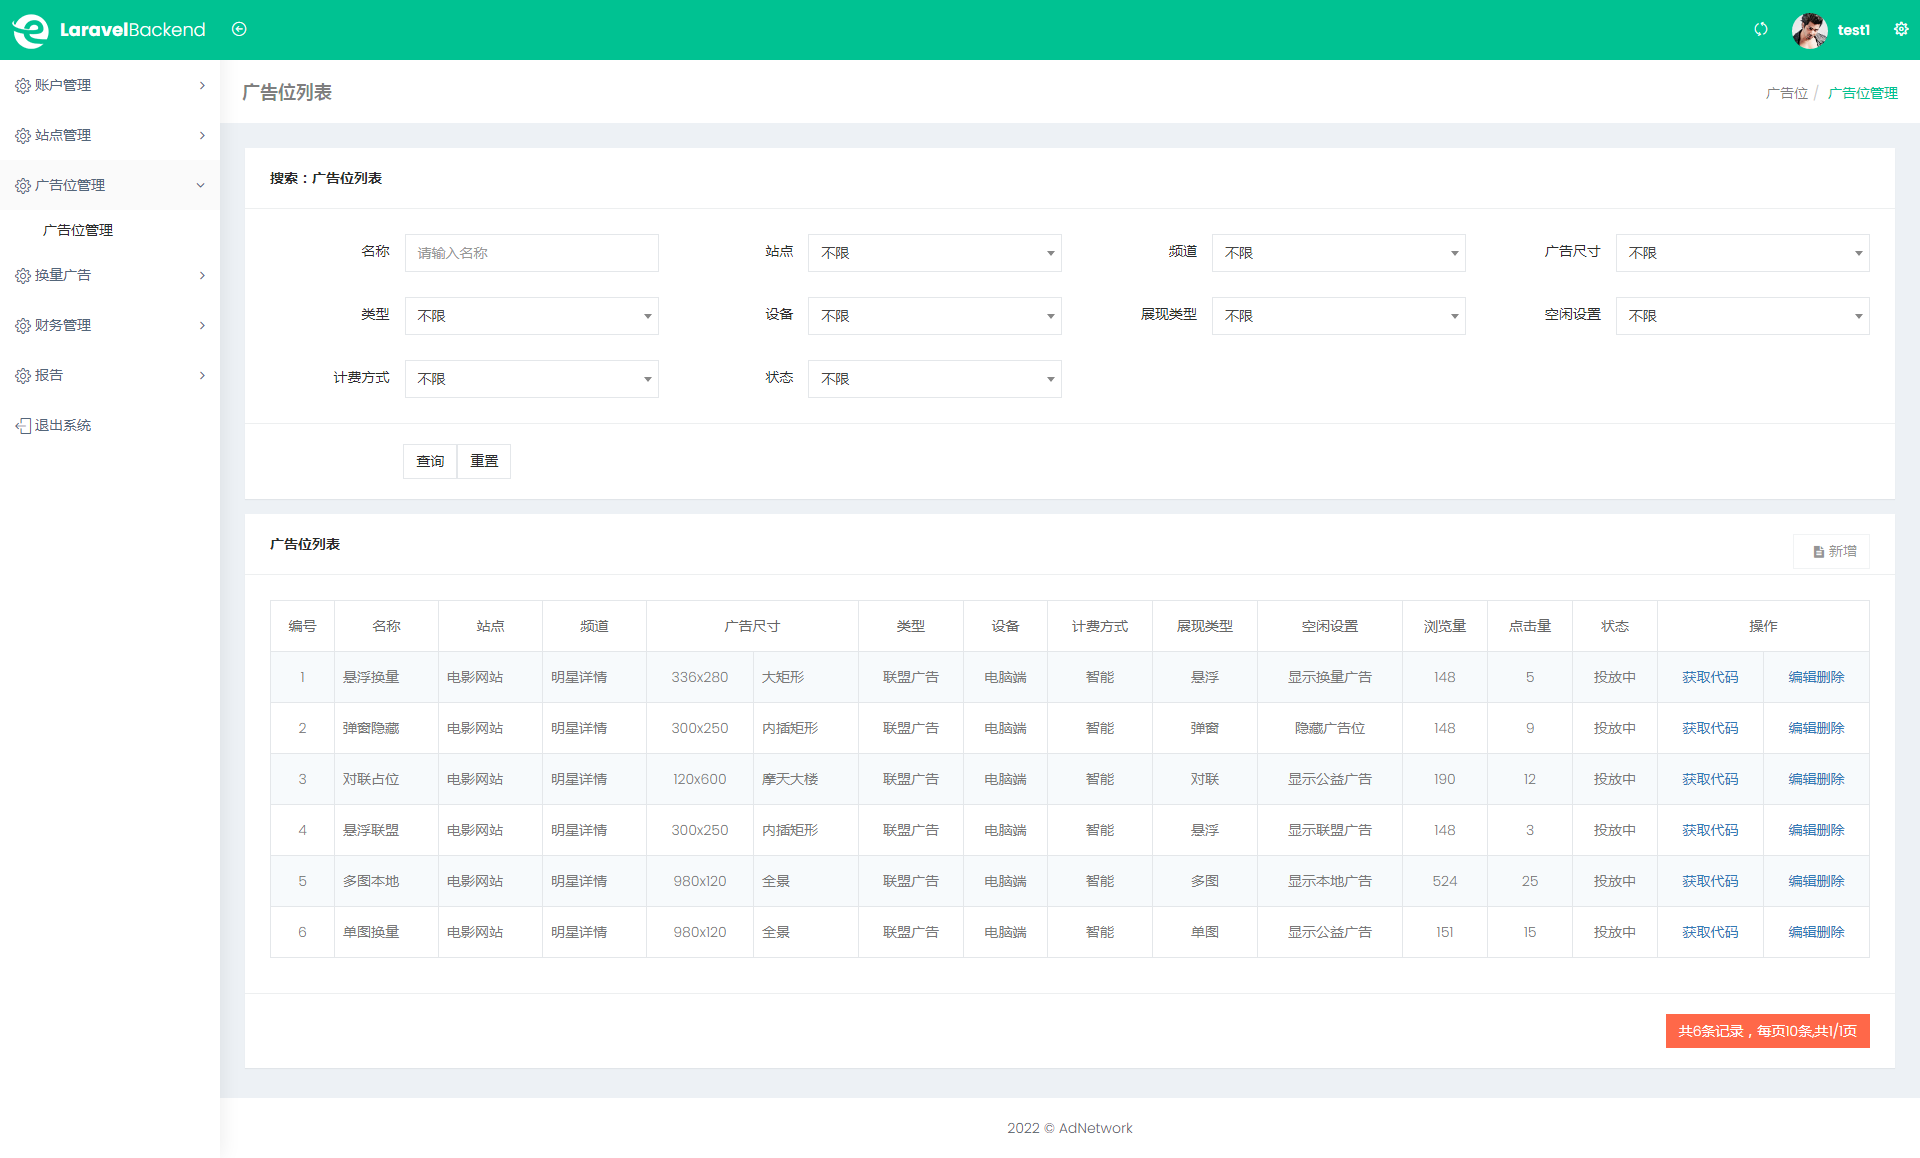 LaravelBackend test1
账户管理
站点管理
广告位管理
广告位管理
换量广告
财务管理
报告
退出系统
广告位列表 广告位 / 广告位管理
搜索：广告位列表
名称 请输入名称 站点 不限 频道 不限 广告尺寸 不限
类型 不限 设备 不限 展现类型 不限 空闲设置 不限
计费方式 不限 状态 不限
查询 重置
广告位列表 新增
编号 名称 站点 频道 广告尺寸 类型 设备 计费方式 展现类型 空闲设置 浏览量 点击量 状态 操作
1 悬浮换量 电影网站 明星详情 336x280 大矩形 联盟广告 电脑端 智能 悬浮 显示换量广告 148 5 投放中 获取代码 编辑删除
2 弹窗隐藏 电影网站 明星详情 300x250 内插矩形 联盟广告 电脑端 智能 弹窗 隐藏广告位 148 9 投放中 获取代码 编辑删除
3 对联占位 电影网站 明星详情 120x600 摩天大楼 联盟广告 电脑端 智能 对联 显示公益广告 190 12 投放中 获取代码 编辑删除
4 悬浮联盟 电影网站 明星详情 300x250 内插矩形 联盟广告 电脑端 智能 悬浮 显示联盟广告 148 3 投放中 获取代码 编辑删除
5 多图本地 电影网站 明星详情 980x120 全景 联盟广告 电脑端 智能 多图 显示本地广告 524 25 投放中 获取代码 编辑删除
6 单图换量 电影网站 明星详情 980x120 全景 联盟广告 电脑端 智能 单图 显示公益广告 151 15 投放中 获取代码 编辑删除
共6条记录，每页10条,共1/1页
2022 © AdNetwork